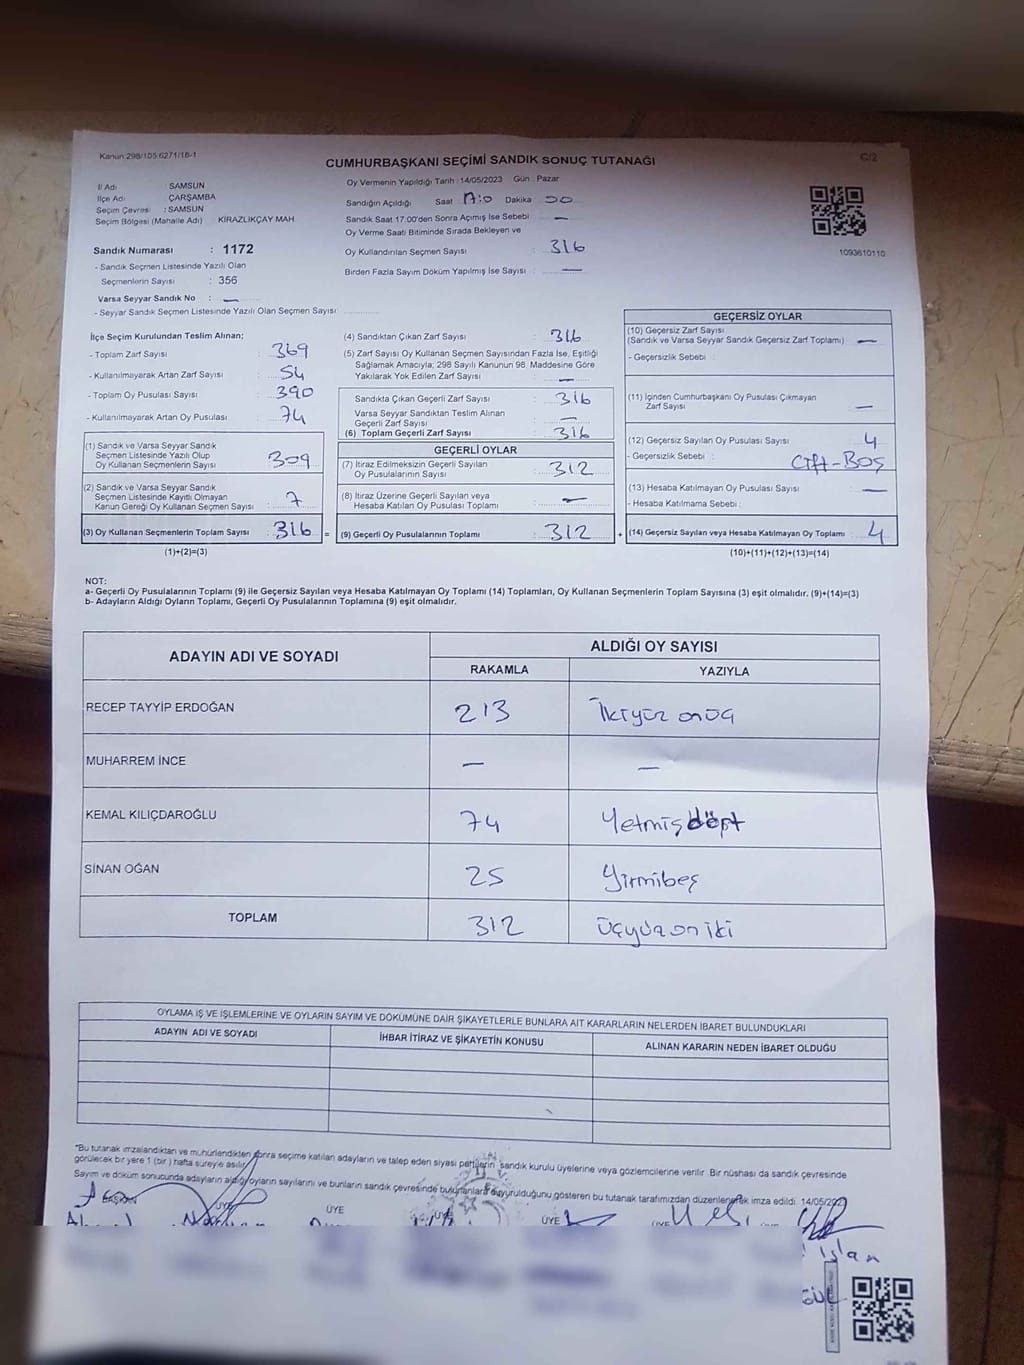 Kanun:298/105:6271/16-1
C/2
CUMHURBAŞKANI SEÇİMİ SANDIK SONUÇ TUTANAĞI
İl Adı SAMSUN
İlçe Adı ÇARŞAMBA
Seçim Çevresi : SAMSUN
Seçim Bölgesi (Mahalle Adı) KİRAZLIKÇAY MAH
Sandık Numarası : 1172
- Sandık Seçmen Listesinde Yazılı Olan
Seçmenlerin Sayısı : 356
Varsa Seyyar Sandık No : —
- Seyyar Sandık Seçmen Listesinde Yazılı Olan Seçmen Sayısı:
Oy Vermenin Yapıldığı Tarih :14/05/2023 Gün : Pazar
Sandığın Açıldığı Saat Dakika
Sandık Saat 17:00'den Sonra Açımış İse Sebebi —
Oy Verme Saati Bitiminde Sırada Bekleyen ve
Oy Kullandırılan Seçmen Sayısı : 316
Birden Fazla Sayım Döküm Yapılmış İse Sayısı : —
1093610110
İlçe Seçim Kurulundan Teslim Alınan;
- Toplam Zarf Sayısı : 369
- Kullanılmayarak Artan Zarf Sayısı : 54
- Toplam Oy Pusulası Sayısı : 390
- Kullanılmayarak Artan Oy Pusulası : 74
(1) Sandık ve Varsa Seyyar Sandık
Seçmen Listesinde Yazılı Olup
Oy Kullanan Seçmenlerin Sayısı : 309
(2) Sandık ve Varsa Seyyar Sandık
Seçmen Listesinde Kayıtlı Olmayan
Kanun Gereği Oy Kullanan Seçmen Sayısı : 7
(3) Oy Kullanan Seçmenlerin Toplam Sayısı : 316
(1)+(2)=(3)
(4) Sandıktan Çıkan Zarf Sayısı : 316
(5) Zarf Sayısı Oy Kullanan Seçmen Sayısından Fazla İse, Eşitliği
Sağlamak Amacıyla; 298 Sayılı Kanunun 98. Maddesine Göre
Yakılarak Yok Edilen Zarf Sayısı : —
Sandıkta Çıkan Geçerli Zarf Sayısı : 316
Varsa Seyyar Sandıktan Teslim Alınan
Geçerli Zarf Sayısı : —
(6) Toplam Geçerli Zarf Sayısı : 316
GEÇERLİ OYLAR
(7) İtiraz Edilmeksizin Geçerli Sayılan
Oy Pusulalarının Sayısı : 312
(8) İtiraz Üzerine Geçerli Sayılan veya
Hesaba Katılan Oy Pusulası Toplamı : —
= (9) Geçerli Oy Pusulalarının Toplamı : 312
GEÇERSİZ OYLAR
(10) Geçersiz Zarf Sayısı
(Sandık ve Varsa Seyyar Sandık Geçersiz Zarf Toplamı) : —
- Geçersizlik Sebebi :
(11) İçinden Cumhurbaşkanı Oy Pusulası Çıkmayan
Zarf Sayısı : —
(12) Geçersiz Sayılan Oy Pusulası Sayısı : 4
- Geçersizlik Sebebi : Çift-Boş
(13) Hesaba Katılmayan Oy Pusulası Sayısı : —
- Hesaba Katılmama Sebebi :
+ (14) Geçersiz Sayılan veya Hesaba Katılmayan Oy Toplamı : 4
(10)+(11)+(12)+(13)=(14)
NOT:
a- Geçerli Oy Pusulalarının Toplamı (9) ile Geçersiz Sayılan veya Hesaba Katılmayan Oy Toplamı (14) Toplamları, Oy Kullanan Seçmenlerin Toplam Sayısına (3) eşit olmalıdır. (9)+(14)=(3)
b- Adayların Aldığı Oyların Toplamı, Geçerli Oy Pusulalarının Toplamına (9) eşit olmalıdır.
ADAYIN ADI VE SOYADI ALDIĞI OY SAYISI
RAKAMLA YAZIYLA
RECEP TAYYİP ERDOĞAN 213 İkiyüz onüç
MUHARREM İNCE — —
KEMAL KILIÇDAROĞLU 74 Yetmişdört
SİNAN OĞAN 25 Yirmibeş
TOPLAM 312 üçyüz on iki
OYLAMA İŞ VE İŞLEMLERİNE VE OYLARIN SAYIM VE DÖKÜMÜNE DAİR ŞİKAYETLERLE BUNLARA AİT KARARLARIN NELERDEN İBARET BULUNDUKLARI
ADAYIN ADI VE SOYADI İHBAR İTİRAZ VE ŞİKAYETİN KONUSU ALINAN KARARIN NEDEN İBARET OLDUĞU
*Bu tutanak imzalandıktan ve mühürlendikten sonra seçime katılan adayların ve talep eden siyasi partilerin sandık kurulu üyelerine veya gözlemcilerine verilir. Bir nüshası da sandık çevresinde
görülecek bir yere 1 (bir) hafta süreyle asılır.
Sayım ve döküm sonucunda adayların aldığı oyların sayılarını ve bunların sandık çevresinde bulunanlara duyurulduğunu gösteren bu tutanak tarafımızdan düzenlenerek imza edildi. 14/05/2023
BAŞKAN ÜYE ÜYE ÜYE ÜYE ÜYE